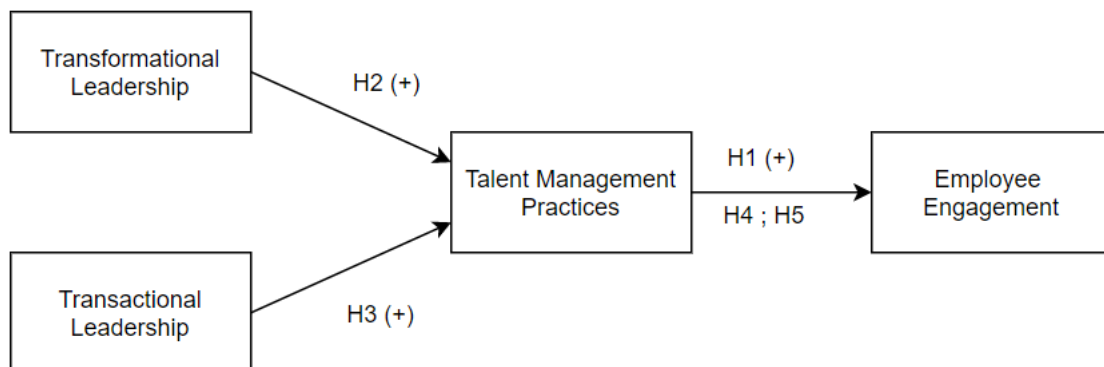 Transformational
Leadership
H2 (+)
Talent Management
Practices
H1 (+)
H4 ; H5
Employee
Engagement
Transactional
Leadership
H3 (+)